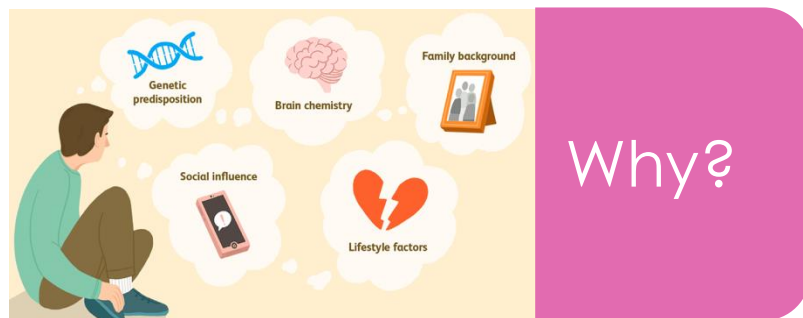 Genetic
predisposition
Brain chemistry
Family background
Social influence
Lifestyle factors
Why?